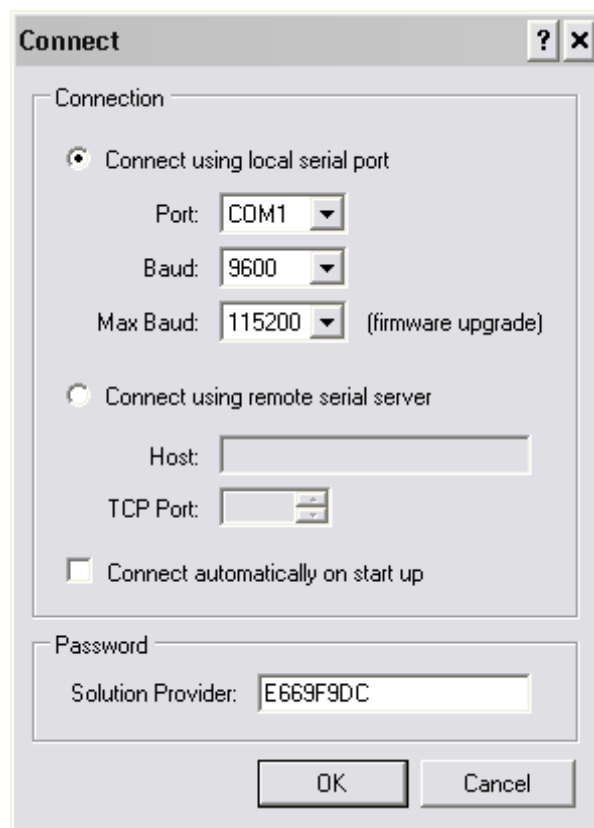 Connect
Connection
Connect using local serial port
Port: COM1
Baud: 9600
Max Baud: 115200 (firmware upgrade)
Connect using remote serial server
Host:
TCP Port:
Connect automatically on start up
Password
Solution Provider: E669F9DC
OK Cancel